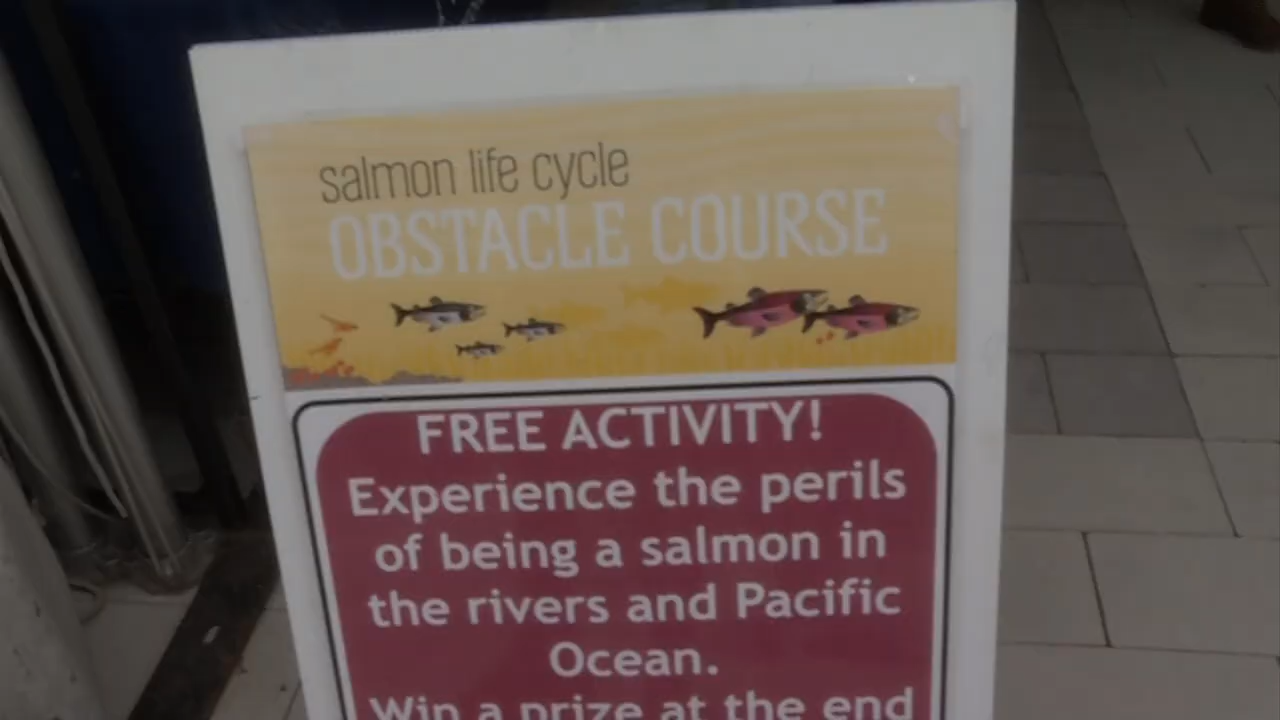 salmon life cycle
OBSTACLE COURSE
FREE ACTIVITY!
Experience the perils
of being a salmon in
the rivers and Pacific
Ocean.
Win a prize at the end